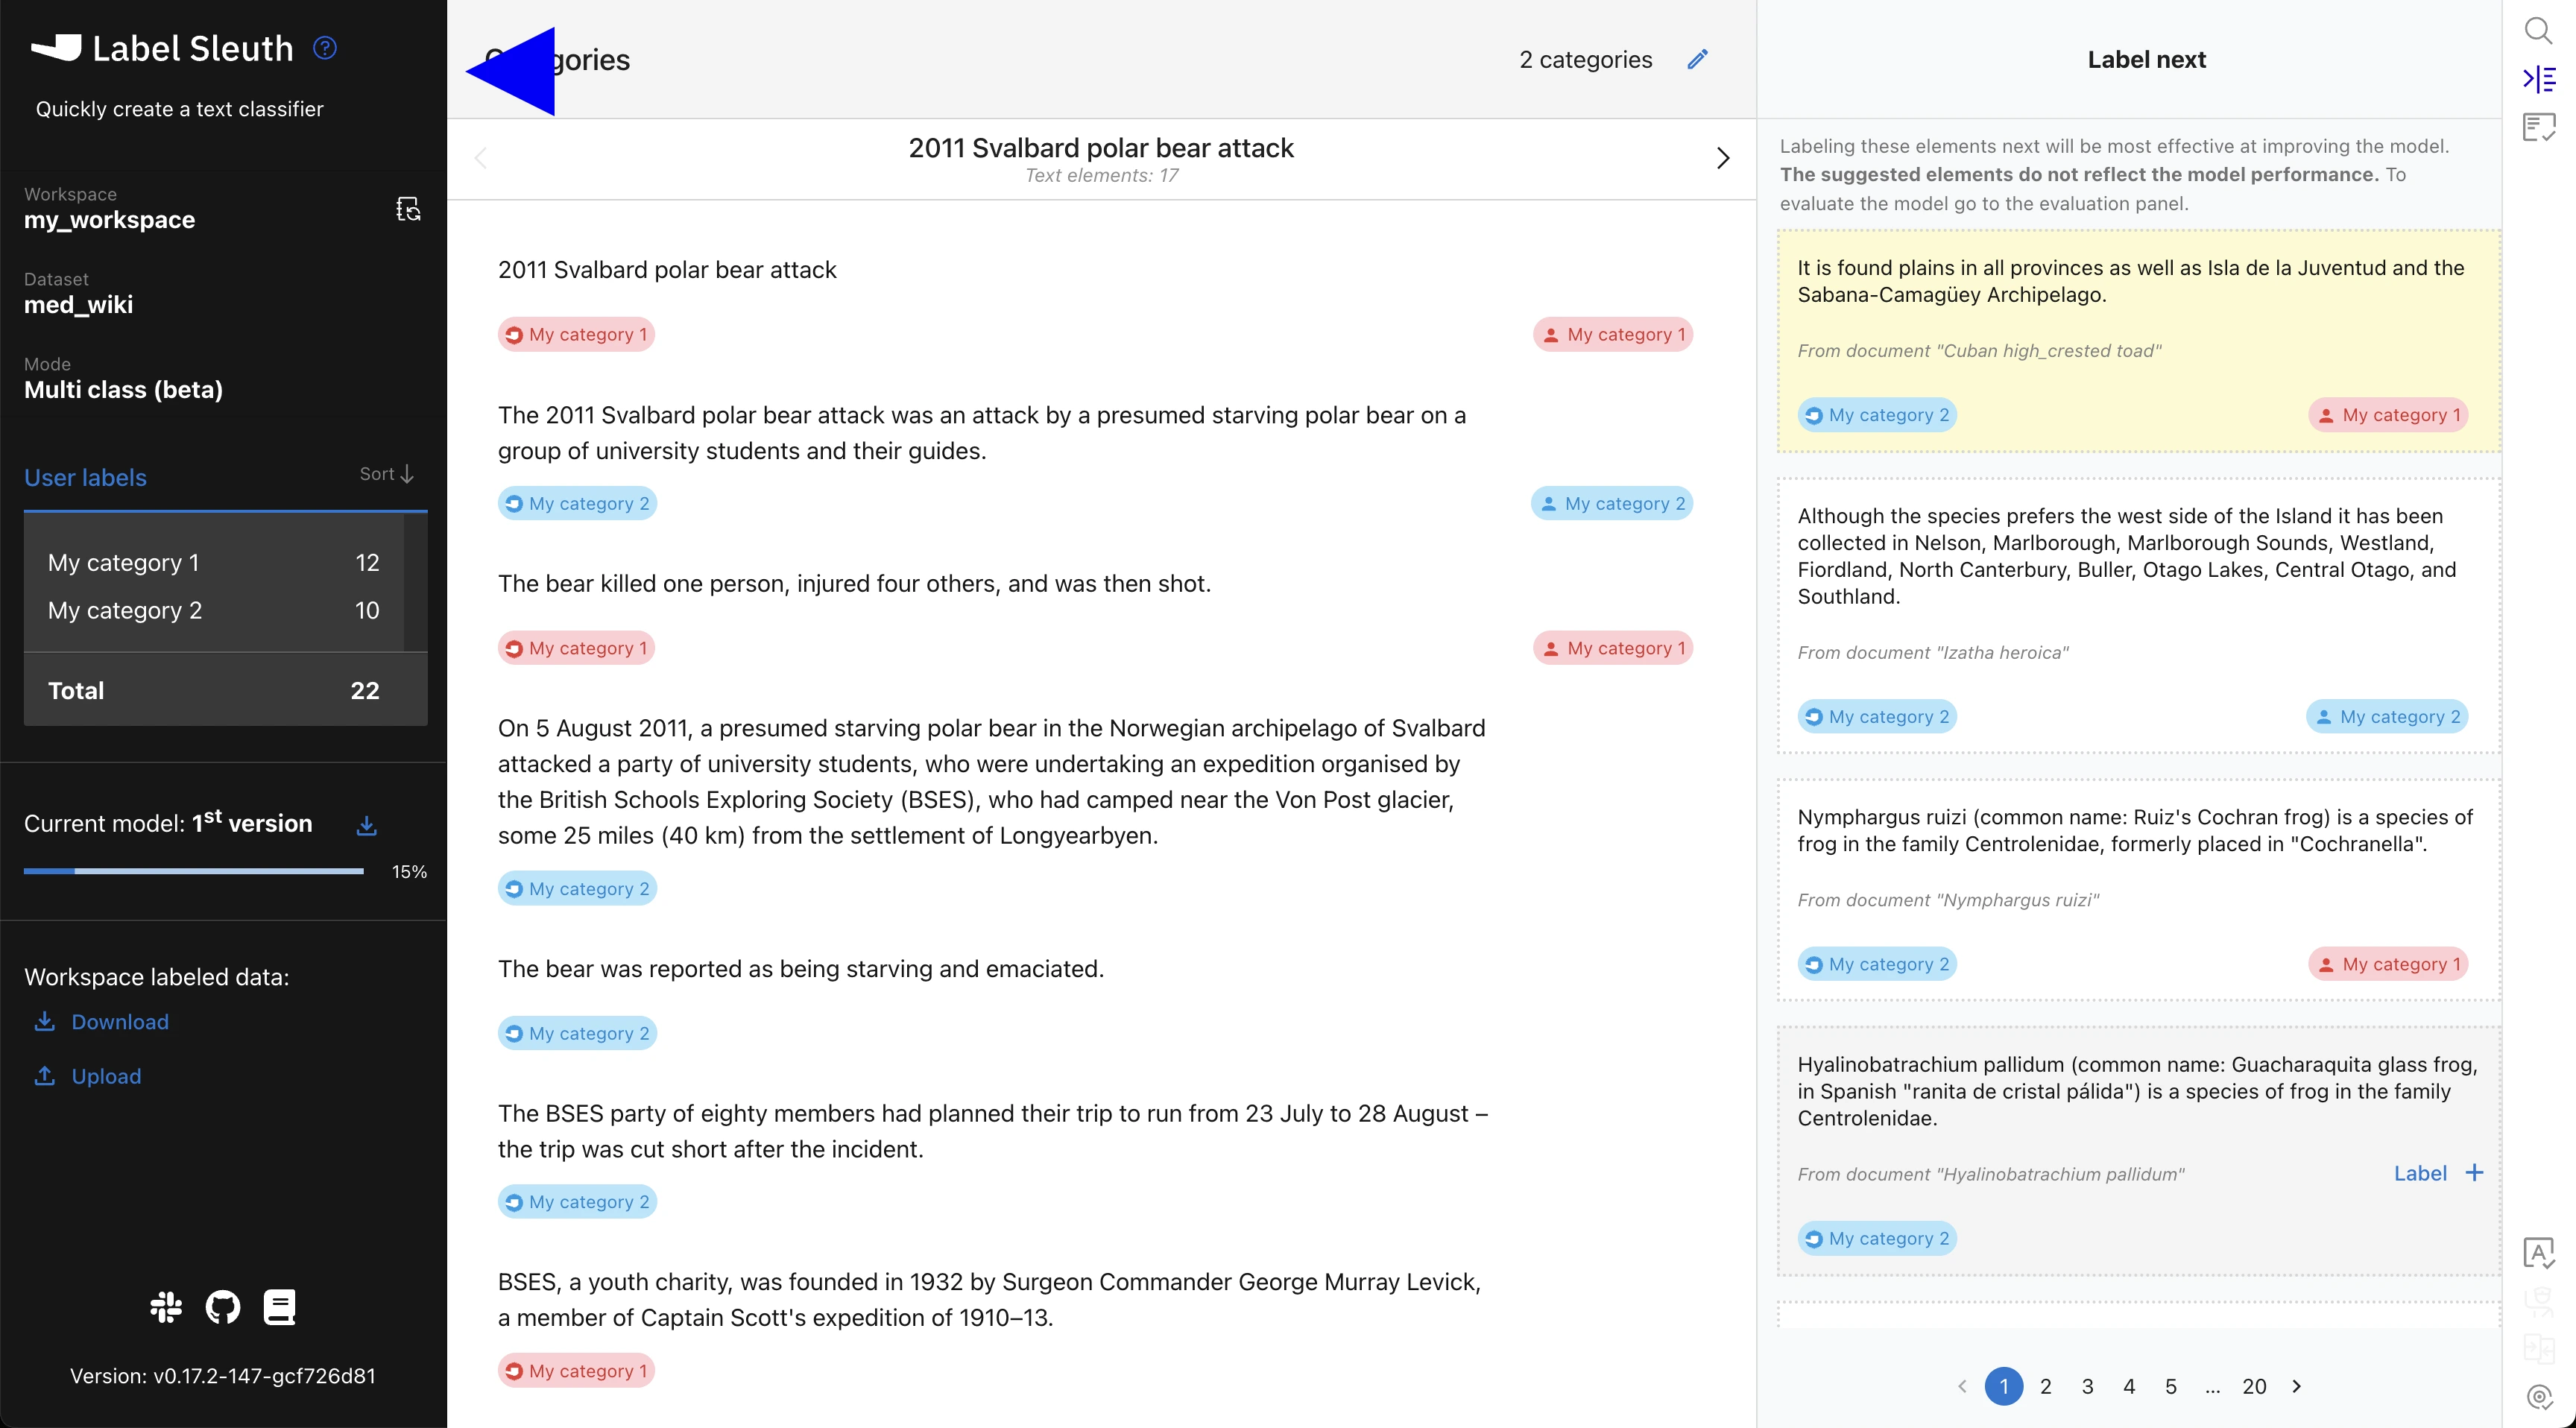 Label Sleuth
Quickly create a text classifier
Workspace
my_workspace
Dataset
med_wiki
Mode
Multi class (beta)
User labels
Sort
My category 1 12
My category 2 10
Total 22
Current model: 1st version
15%
Workspace labeled data:
Download
Upload
Version: v0.17.2-147-gcf726d81
2 categories
2011 Svalbard polar bear attack
Text elements: 17
2011 Svalbard polar bear attack
My category 1 My category 1
The 2011 Svalbard polar bear attack was an attack by a presumed starving polar bear on a
group of university students and their guides.
My category 2 My category 2
The bear killed one person, injured four others, and was then shot.
My category 1 My category 1
On 5 August 2011, a presumed starving polar bear in the Norwegian archipelago of Svalbard
attacked a party of university students, who were undertaking an expedition organised by
the British Schools Exploring Society (BSES), who had camped near the Von Post glacier,
some 25 miles (40 km) from the settlement of Longyearbyen.
My category 2
The bear was reported as being starving and emaciated.
My category 2
The BSES party of eighty members had planned their trip to run from 23 July to 28 August –
the trip was cut short after the incident.
My category 2
BSES, a youth charity, was founded in 1932 by Surgeon Commander George Murray Levick,
a member of Captain Scott's expedition of 1910–13.
My category 1
Label next
Labeling these elements next will be most effective at improving the model.
The suggested elements do not reflect the model performance. To
evaluate the model go to the evaluation panel.
It is found plains in all provinces as well as Isla de la Juventud and the
Sabana-Camagüey Archipelago.
From document "Cuban high_crested toad"
My category 2 My category 1
Although the species prefers the west side of the Island it has been
collected in Nelson, Marlborough, Marlborough Sounds, Westland,
Fiordland, North Canterbury, Buller, Otago Lakes, Central Otago, and
Southland.
From document "Izatha heroica"
My category 2 My category 2
Nymphargus ruizi (common name: Ruiz's Cochran frog) is a species of
frog in the family Centrolenidae, formerly placed in "Cochranella".
From document "Nymphargus ruizi"
My category 2 My category 1
Hyalinobatrachium pallidum (common name: Guacharaquita glass frog,
in Spanish "ranita de cristal pálida") is a species of frog in the family
Centrolenidae.
From document "Hyalinobatrachium pallidum"
Label +
My category 2
1 2 3 4 5 ... 20